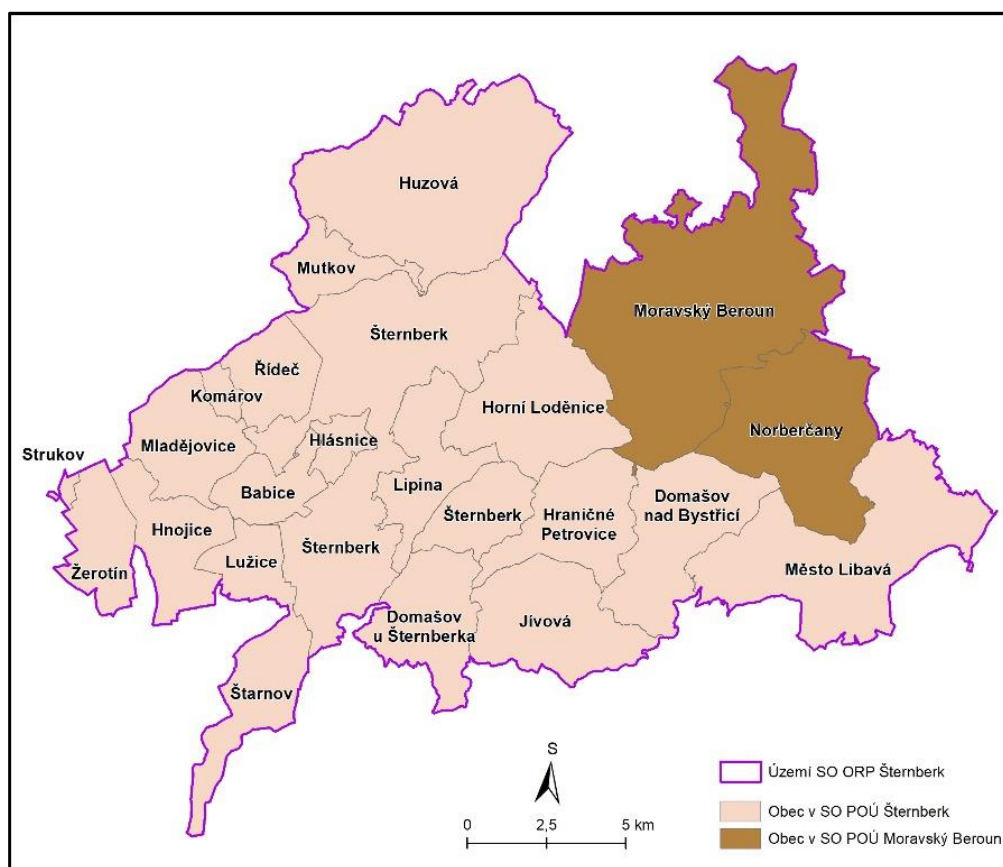 Huzová
Mutkov
Moravský Beroun
Šternberk
Řídeč
Komárov
Horní Loděnice
Mladějovice
Hlásnice
Norberčany
Strukov
Lipina
Babice
Šternberk
Hraničné
Petrovice
Domašov
nad Bystřicí
Hnojice
Lužice
Šternberk
Žerotín
Město Libavá
Domašov
u Šternberka
Jívová
Štarnov
S
0 2,5 5 km
Území SO ORP Šternberk
Obec v SO POÚ Šternberk
Obec v SO POÚ Moravský Beroun